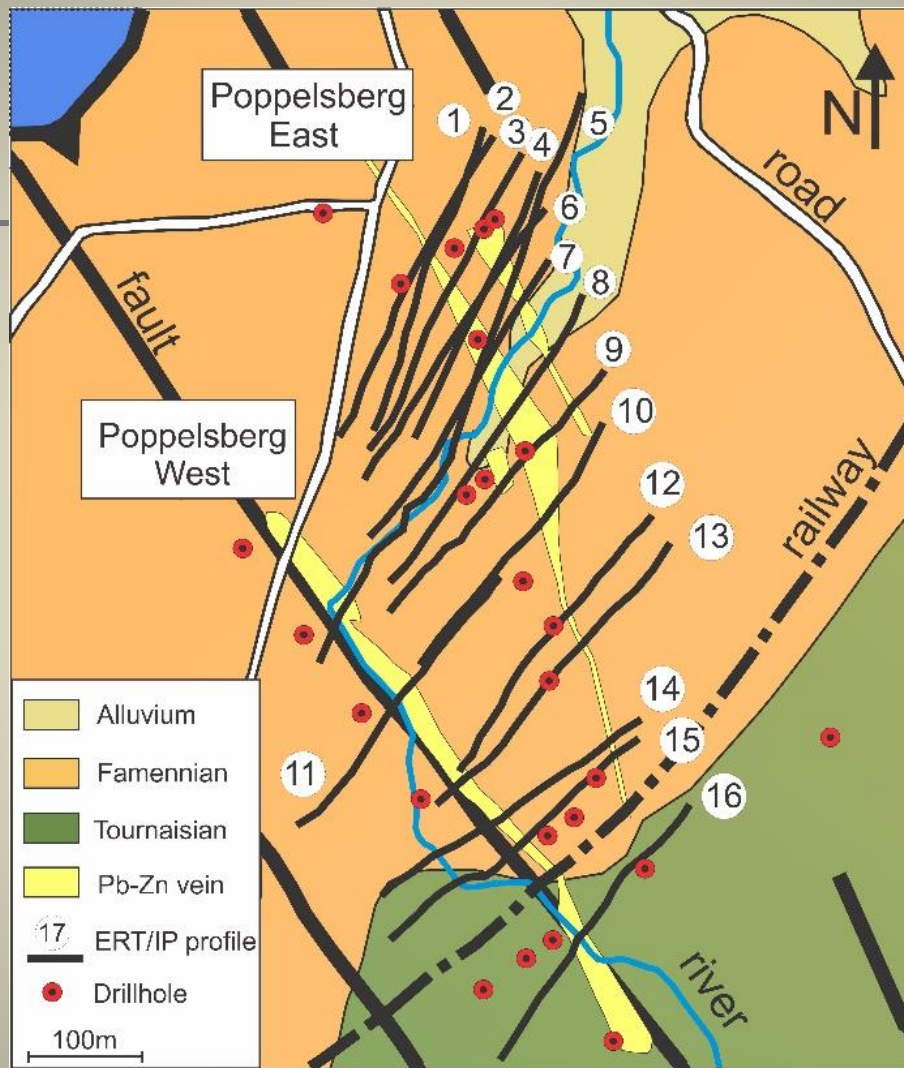 Poppelsberg
East
1
2
3
4
5
N
road
6
7
fault
8
9
Poppelsberg
West
10
12
13
railway
Alluvium
Famennian
Tournaisian
Pb-Zn vein
17 ERT/IP profile
Drillhole
100m
11
14
15
16
river